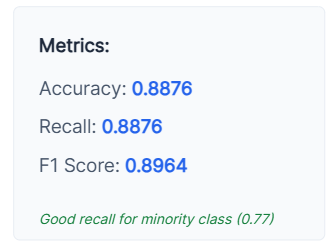 Metrics:
Accuracy: 0.8876
Recall: 0.8876
F1 Score: 0.8964
Good recall for minority class (0.77)